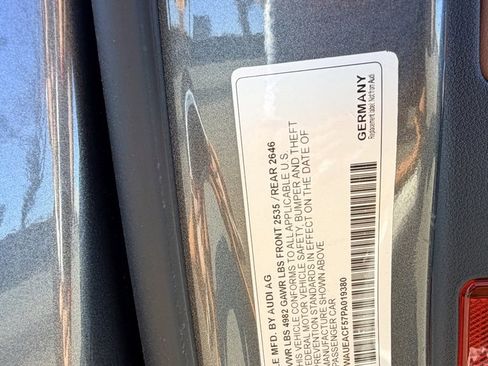 E MFD. BY AUDI AG
VWR LBS 4982 GAWR LBS FRONT 2535 / REAR 2646
HIS VEHICLE CONFORMS TO ALL APPLICABLE U.S.
FEDERAL MOTOR VEHICLE SAFETY, BUMPER AND THEFT
PREVENTION STANDARDS IN EFFECT ON THE DATE OF
MANUFACTURE SHOWN ABOVE
PASSENGER CAR
WAUEACF57PA019380
GERMANY
Replacement label. Not from Audi